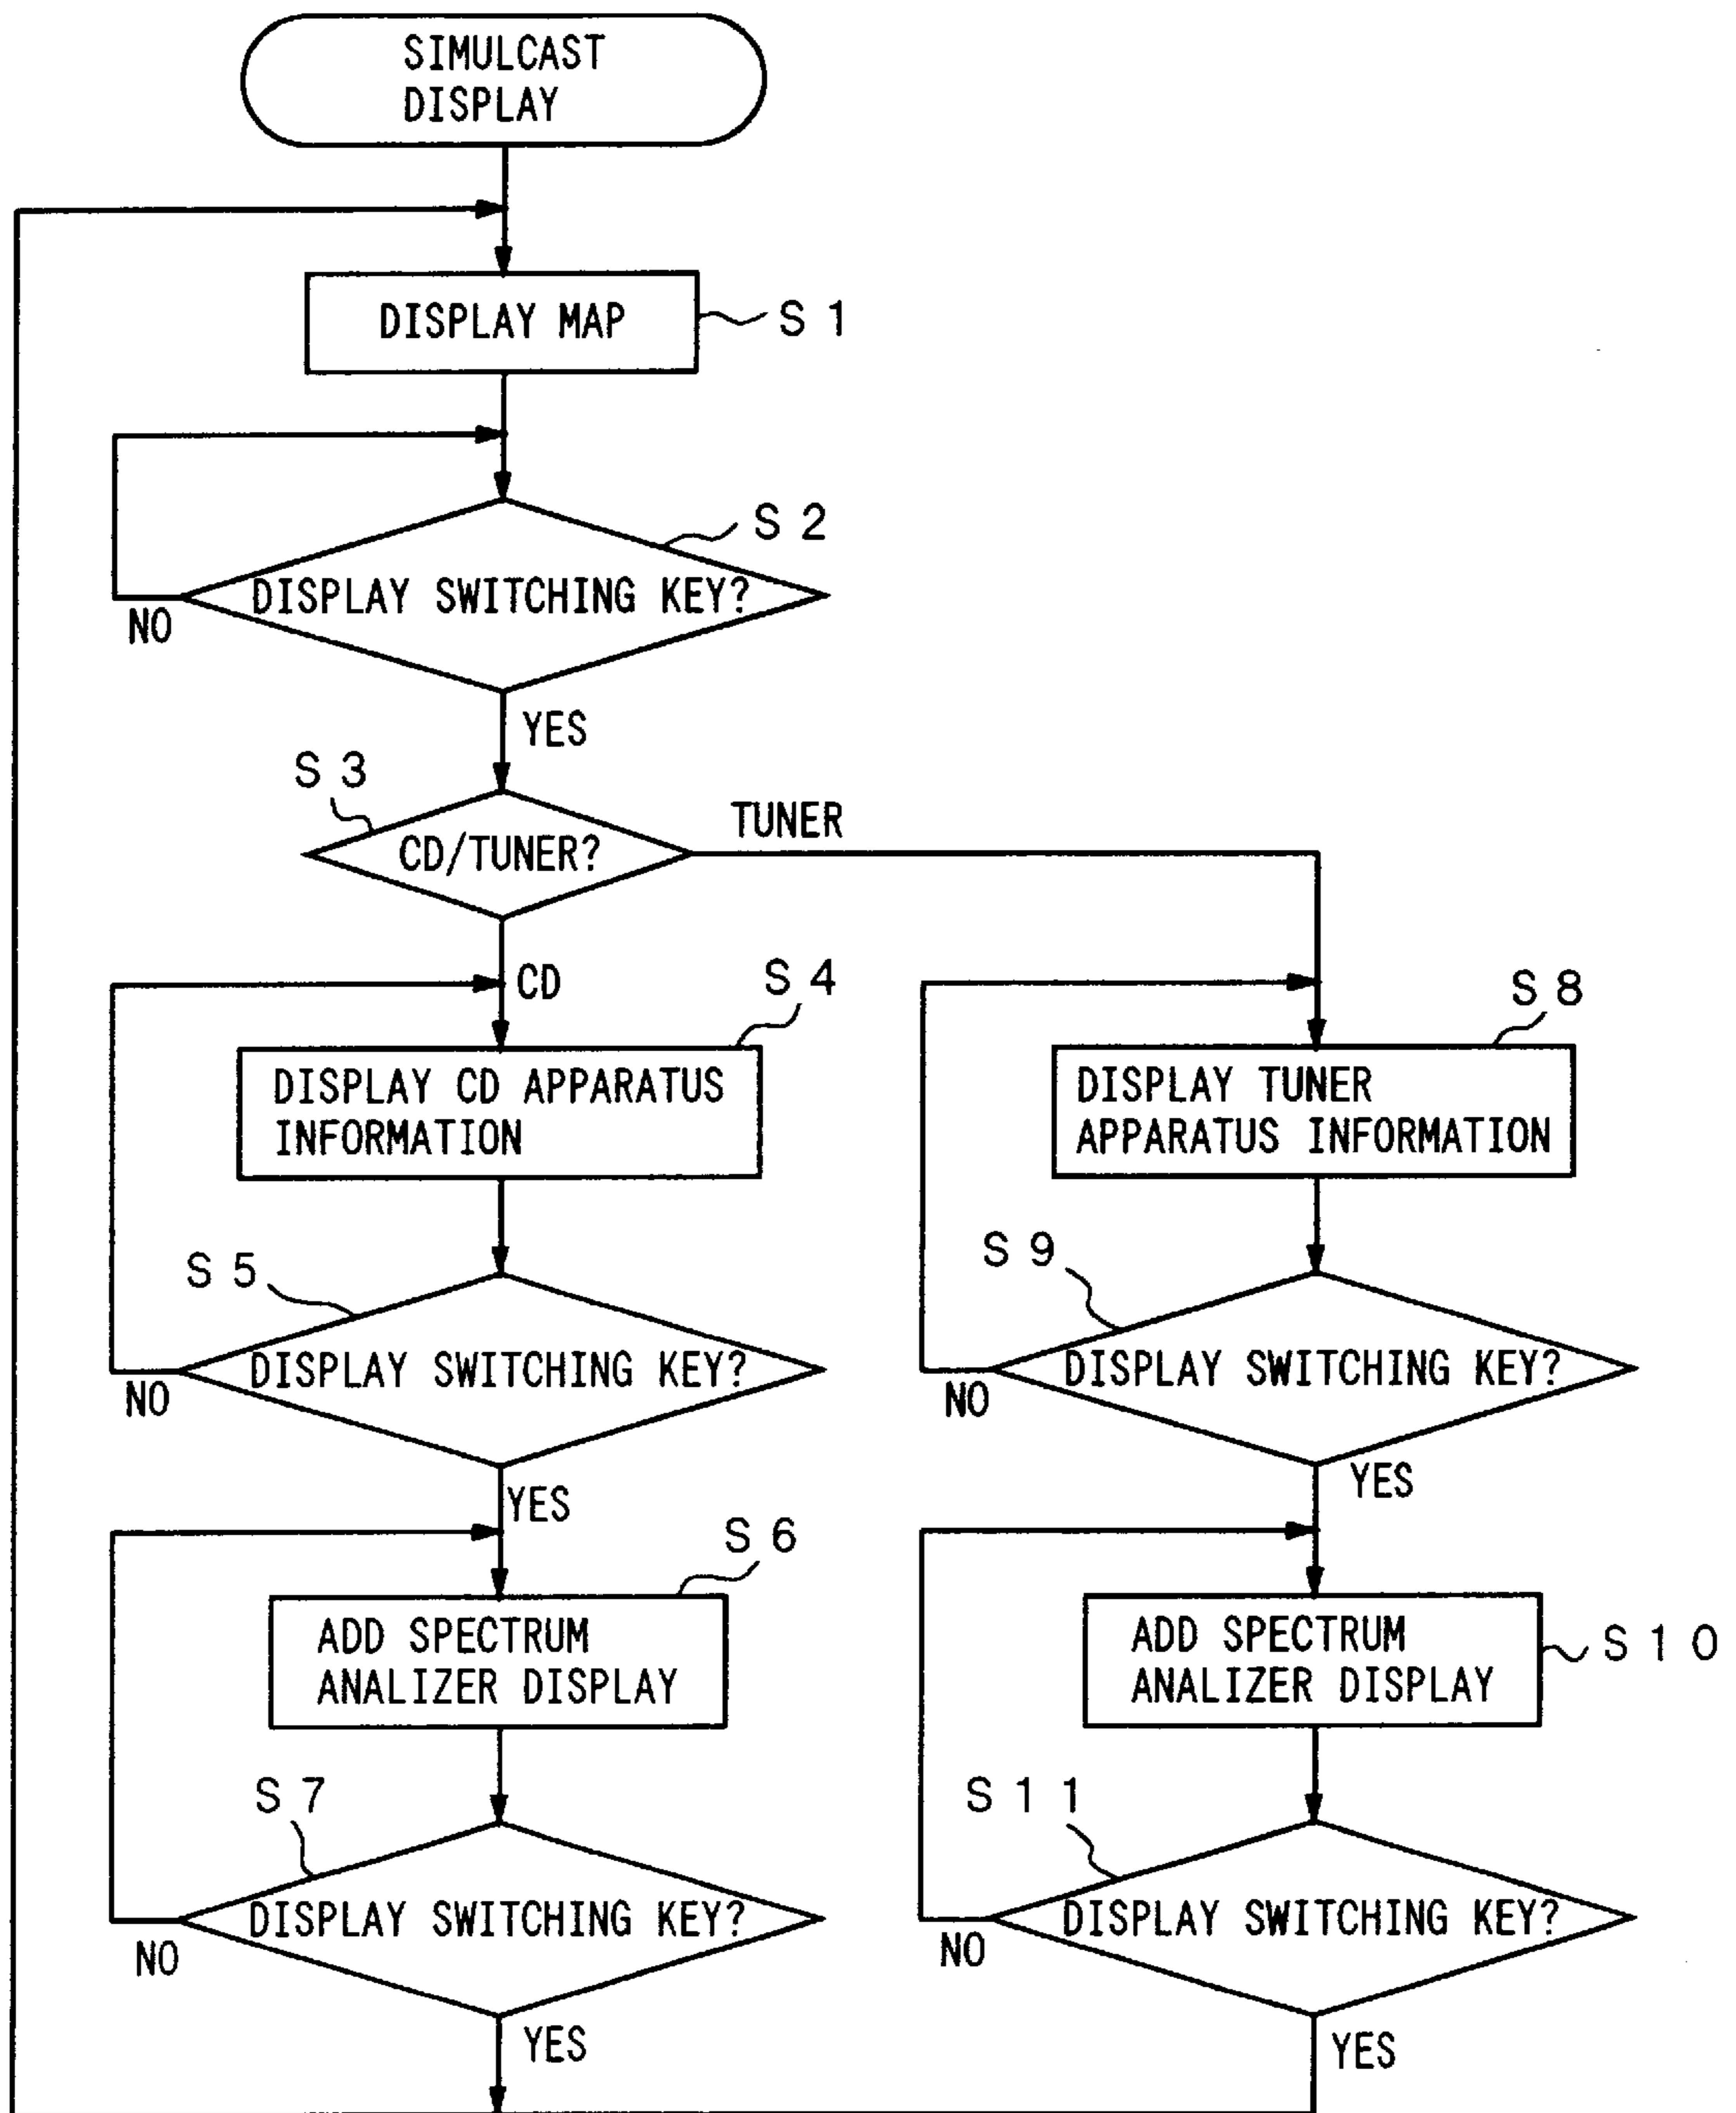 SIMULCAST
DISPLAY
DISPLAY MAP
S 1
S 2
DISPLAY SWITCHING KEY?
NO
YES
S 3
CD/TUNER?
TUNER
CD
S 4
DISPLAY CD APPARATUS
INFORMATION
S 8
DISPLAY TUNER
APPARATUS INFORMATION
S 5
DISPLAY SWITCHING KEY?
NO
YES
S 9
DISPLAY SWITCHING KEY?
NO
YES
S 6
ADD SPECTRUM
ANALIZER DISPLAY
S 1 0
ADD SPECTRUM
ANALIZER DISPLAY
S 7
DISPLAY SWITCHING KEY?
NO
YES
S 1 1
DISPLAY SWITCHING KEY?
NO
YES